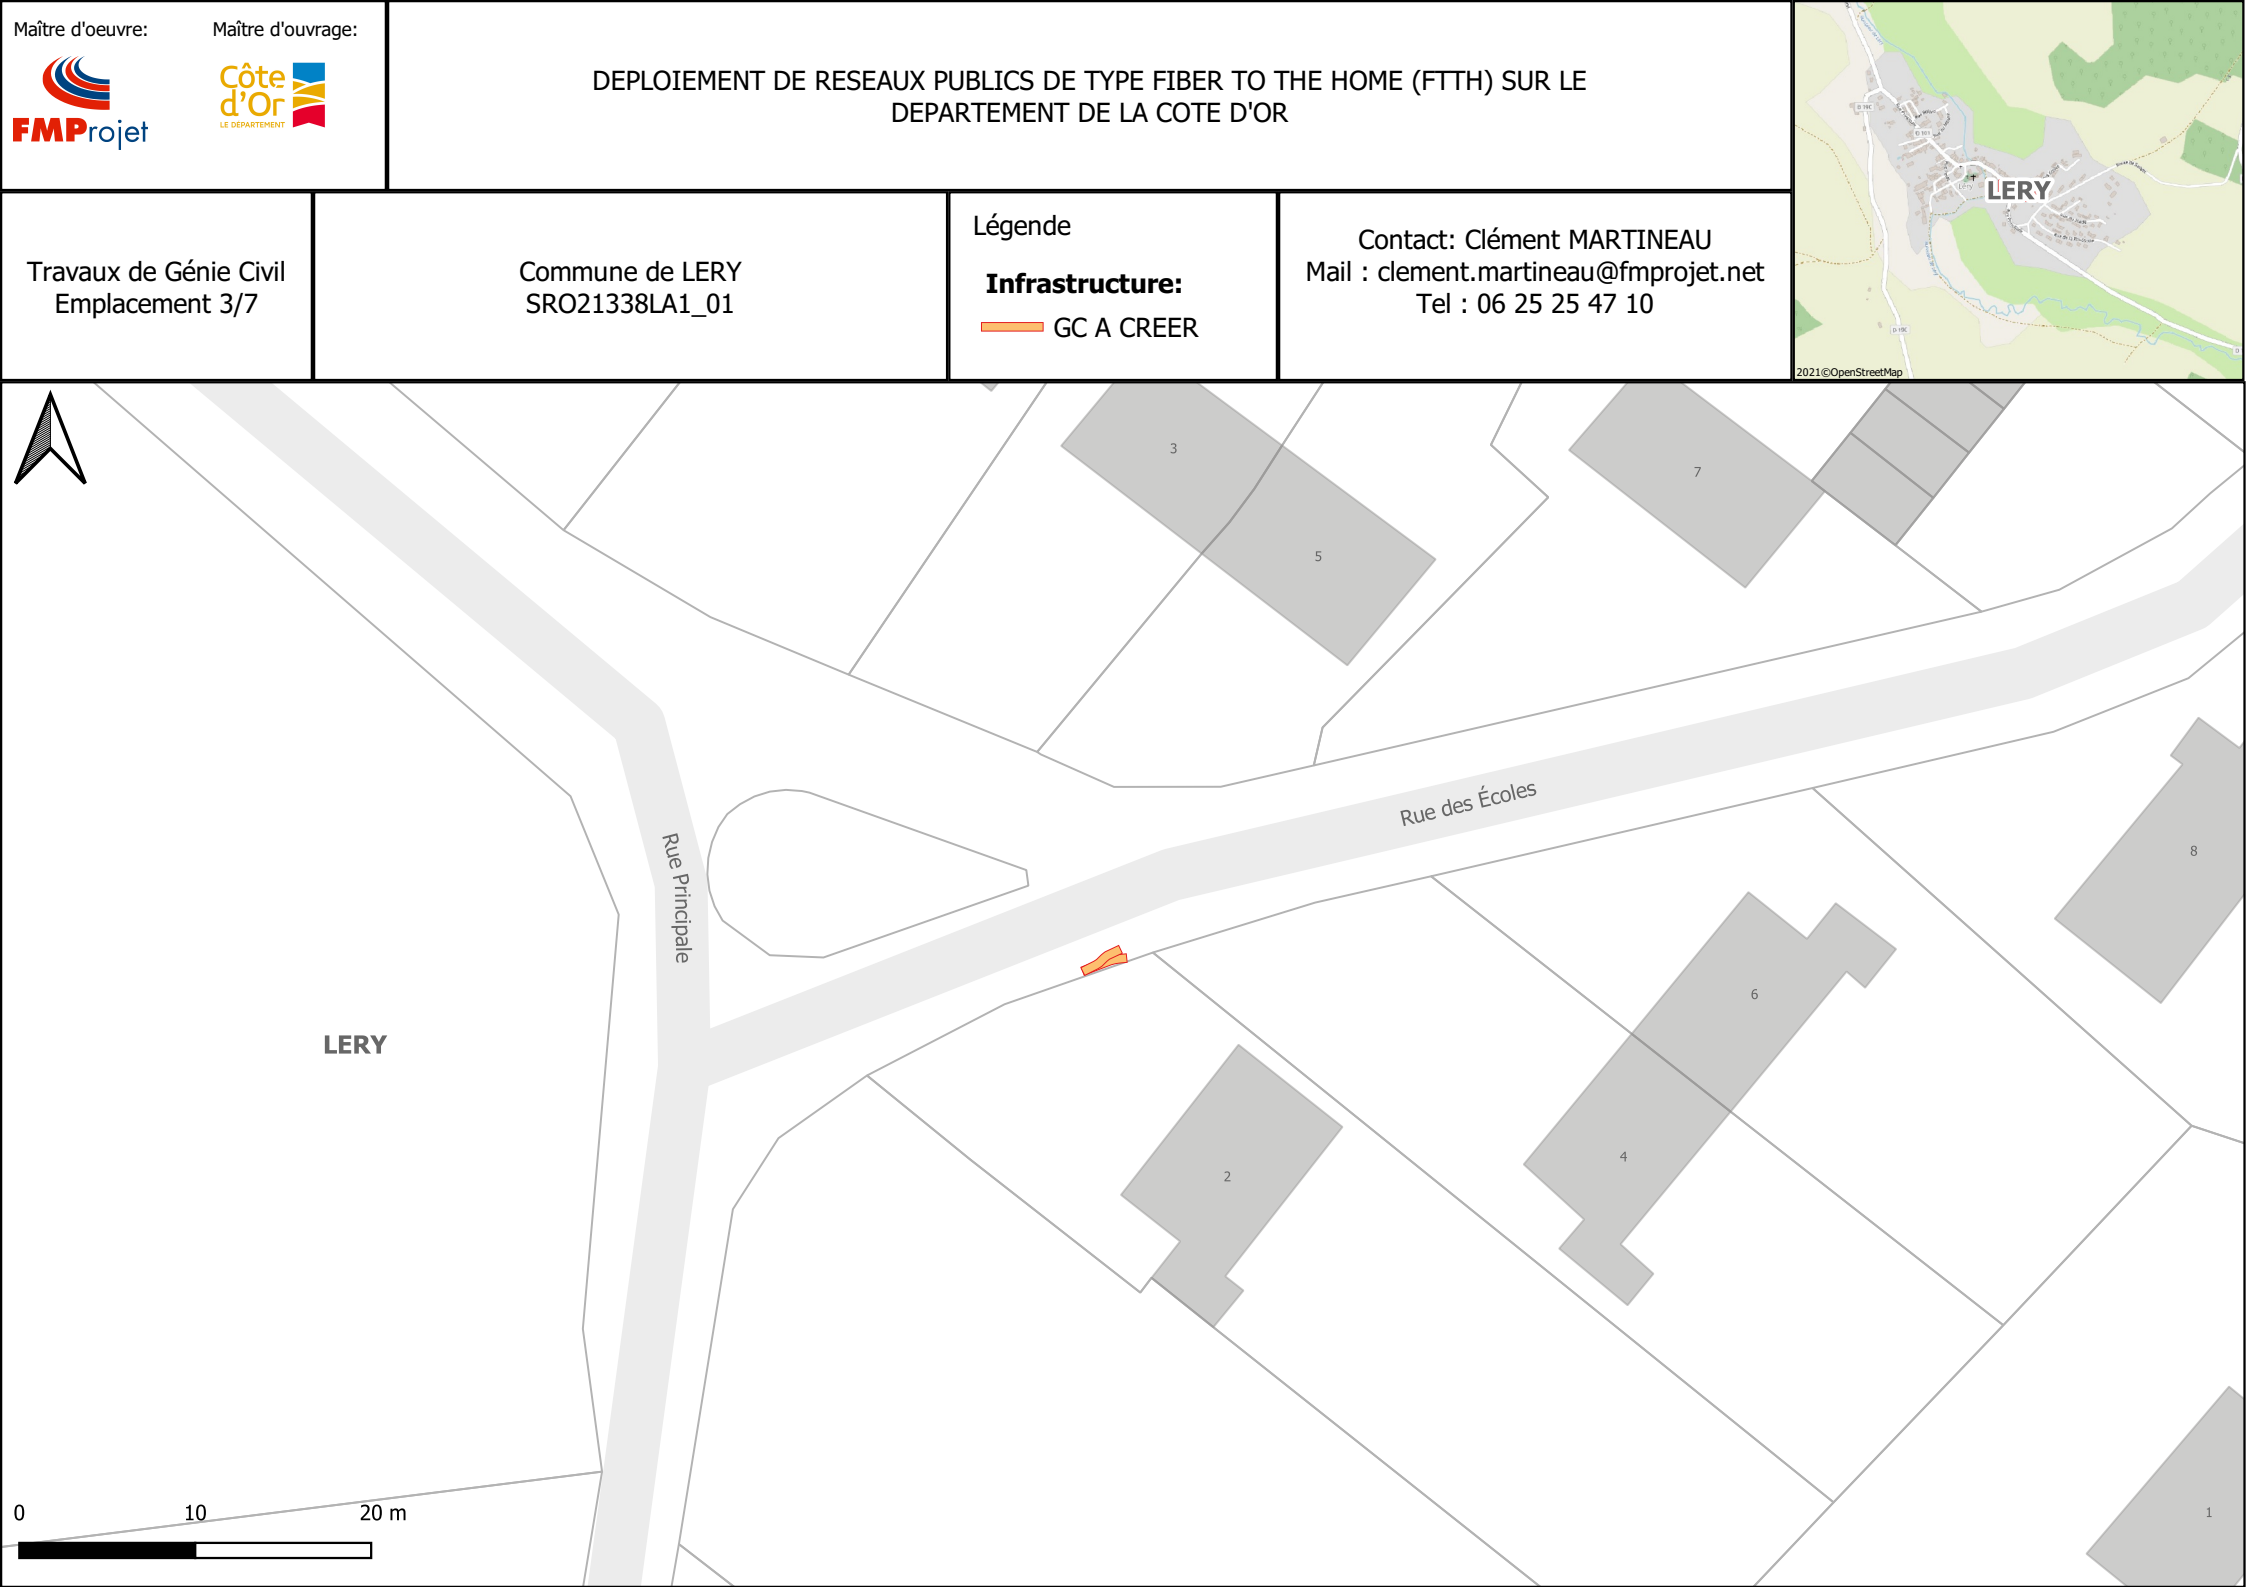 Maître d'oeuvre:
Maître d'ouvrage:
FMProjet
Côte
d'Or
LE DÉPARTEMENT
DEPLOIEMENT DE RESEAUX PUBLICS DE TYPE FIBER TO THE HOME (FTTH) SUR LE
DEPARTEMENT DE LA COTE D'OR
Travaux de Génie Civil
Emplacement 3/7
Commune de LERY
SRO21338LA1_01
Légende
Infrastructure:
GC A CREER
Contact: Clément MARTINEAU
Mail : clement.martineau@fmprojet.net
Tel : 06 25 25 47 10
D 19C
D 101
Léry
LERY
D 19C
2021©OpenStreetMap
3
7
5
Rue des Écoles
Rue Principale
8
6
LERY
4
2
1
0
10
20 m